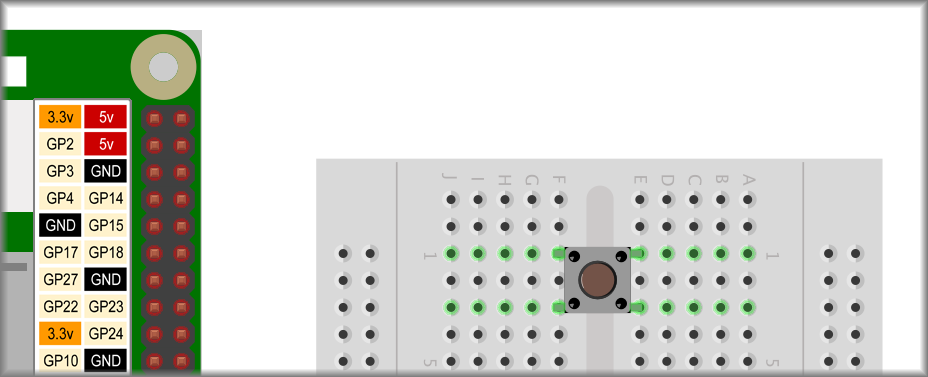 3.3v 5v
GP2 5v
GP3 GND
GP4 GP14
GND GP15
GP17 GP18
GP27 GND
GP22 GP23
3.3v GP24
GP10 GND
J I H G F E D C B A
1 1
5 5